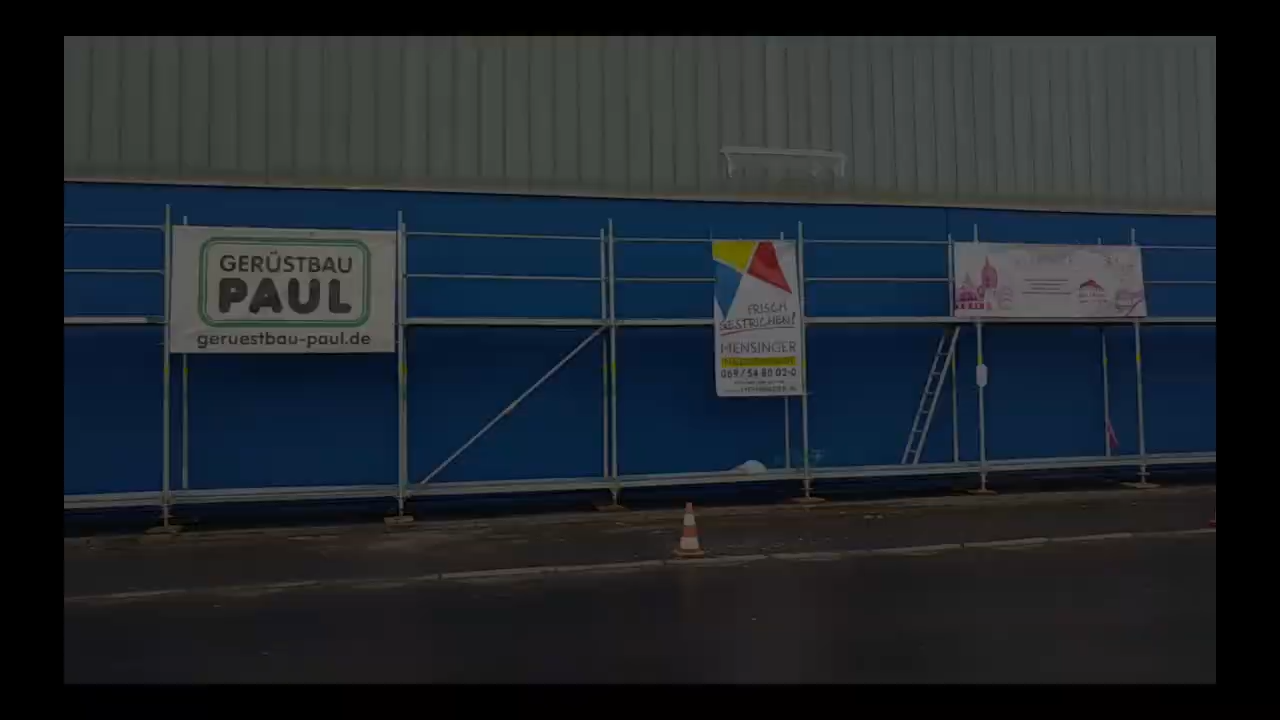 GERÜSTBAU
PAUL
geruestbau-paul.de
FRISCH
GESTRICHEN!
MENSINGER
069/54 80 02-0